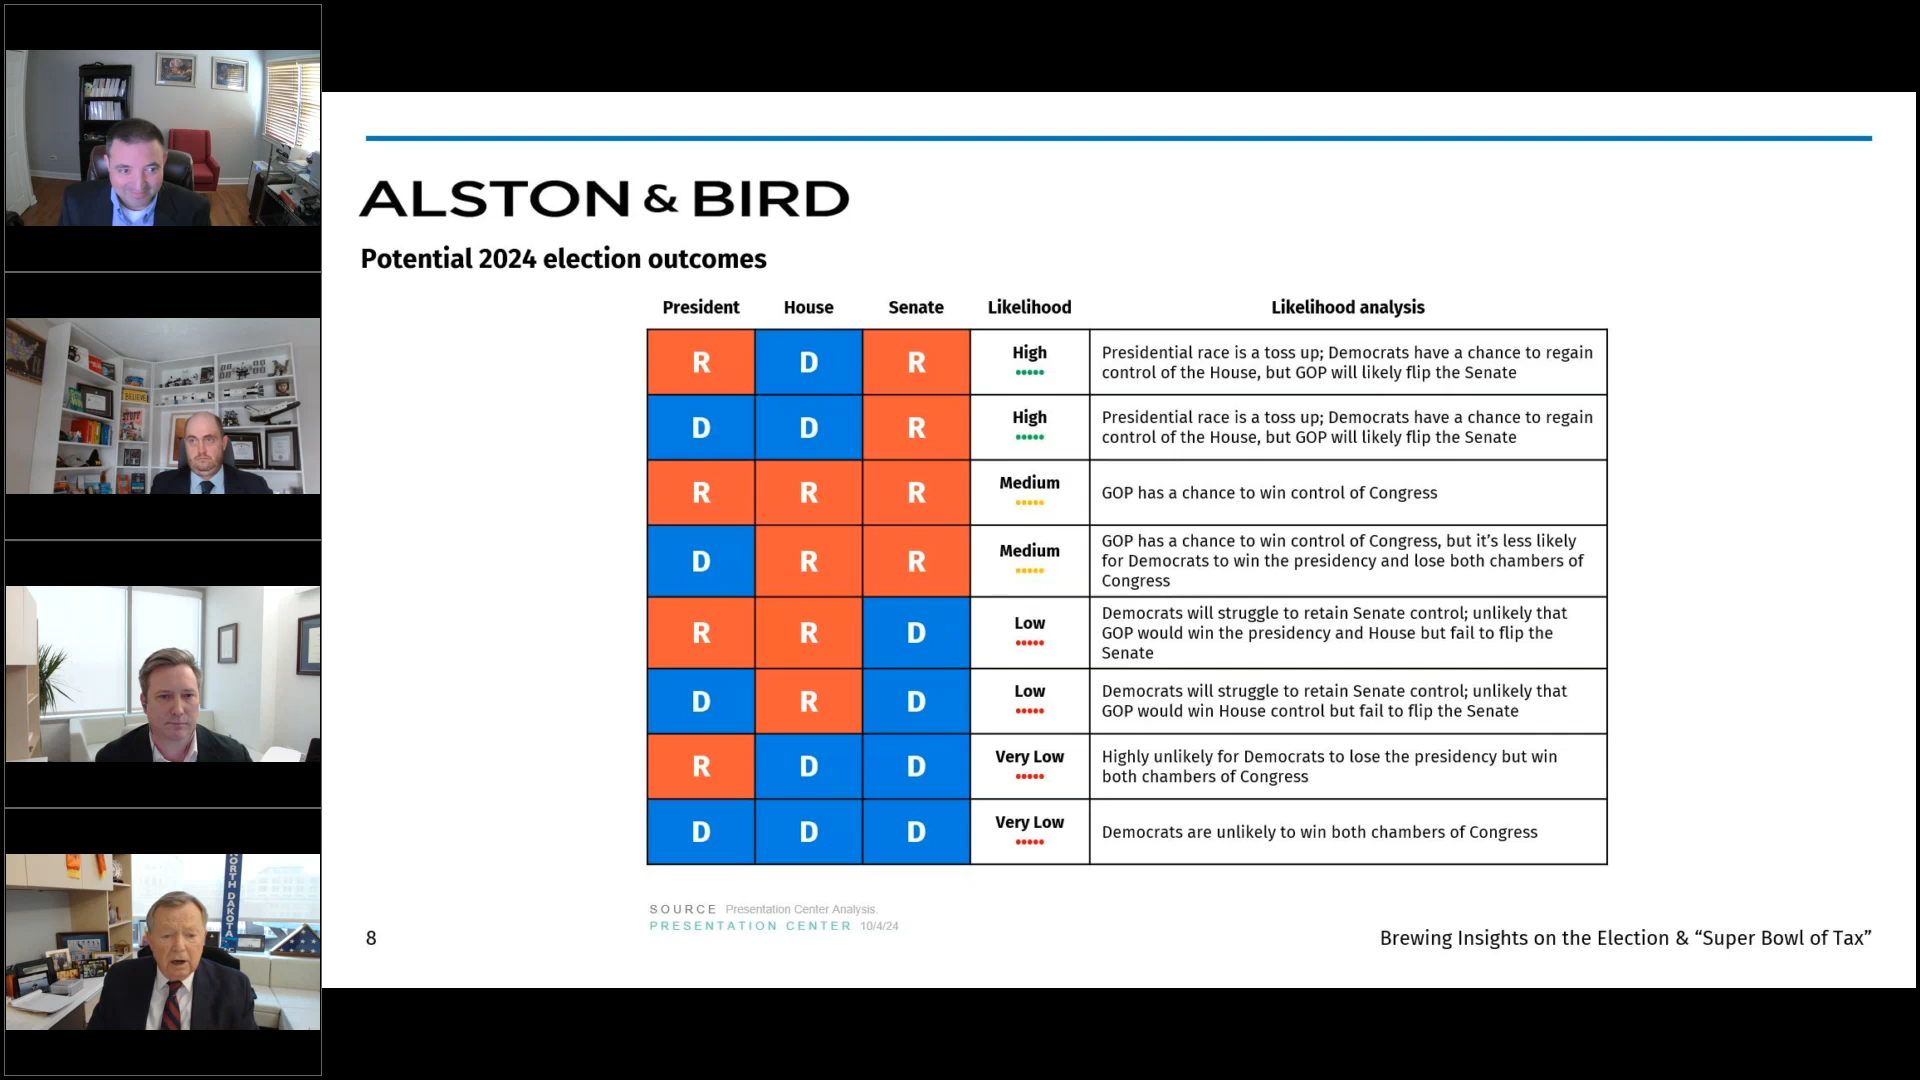 ALSTON & BIRD
Potential 2024 election outcomes
President House Senate Likelihood Likelihood analysis
R D R High Presidential race is a toss up; Democrats have a chance to regain
control of the House, but GOP will likely flip the Senate
D D R High Presidential race is a toss up; Democrats have a chance to regain
control of the House, but GOP will likely flip the Senate
R R R Medium GOP has a chance to win control of Congress
D R R Medium GOP has a chance to win control of Congress, but it’s less likely
for Democrats to win the presidency and lose both chambers of
Congress
R R D Low Democrats will struggle to retain Senate control; unlikely that
GOP would win the presidency and House but fail to flip the
Senate
D R D Low Democrats will struggle to retain Senate control; unlikely that
GOP would win House control but fail to flip the Senate
R D D Very Low Highly unlikely for Democrats to lose the presidency but win
both chambers of Congress
D D D Very Low Democrats are unlikely to win both chambers of Congress
SOURCE Presentation Center Analysis.
PRESENTATION CENTER 10/4/24
8
Brewing Insights on the Election & “Super Bowl of Tax”
BELIEVE
STUFF
NORTH DAKOTA